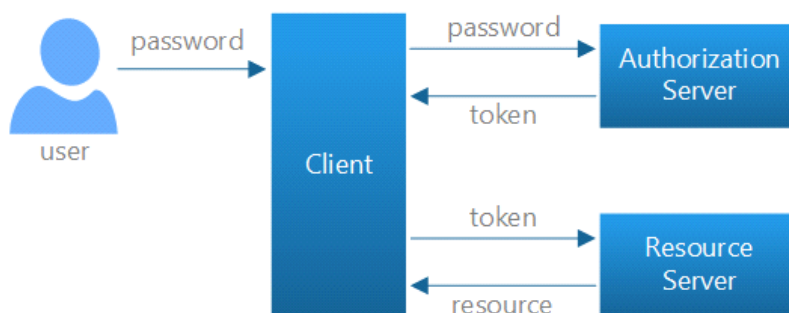 password
user
Client
password
token
Authorization
Server
token
resource
Resource
Server